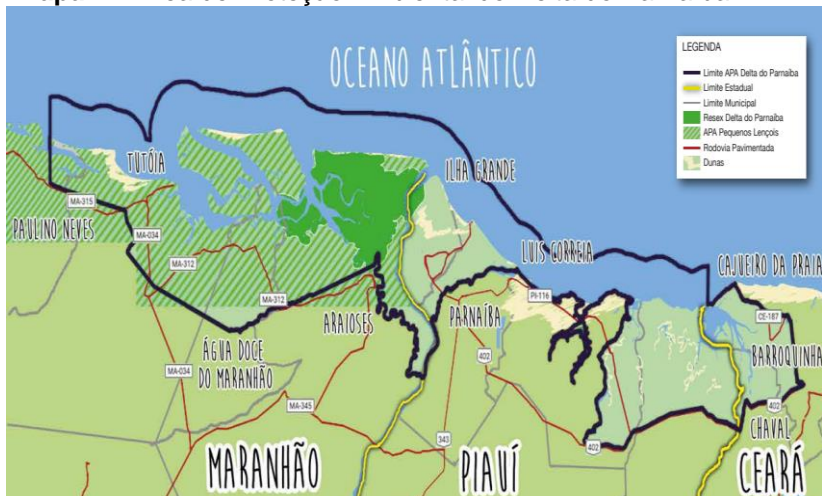 OCEANO ATLÂNTICO
LEGENDA
Limite APA Delta do Parnaíba
Limite Estadual
Limite Municipal
Resex Delta do Parnaíba
APA Pequenos Lençois
Rodovia Pavimentada
Dunas
TUTÓIA
ILHA GRANDE
MA-315
PAULINO NEVES
MA-034
LUIS CORREIA
CAJUEIRO DA PRAIA
MA-312
MA-312
ARAIOSES
PARNAÍBA
PI-116
CE-187
BARROQUINHA
ÁGUA DOCE
DO MARANHÃO
MA-034
402
MA-345
402
CHAVAL
343
402
MARANHÃO
PIAUÍ
CEARÁ